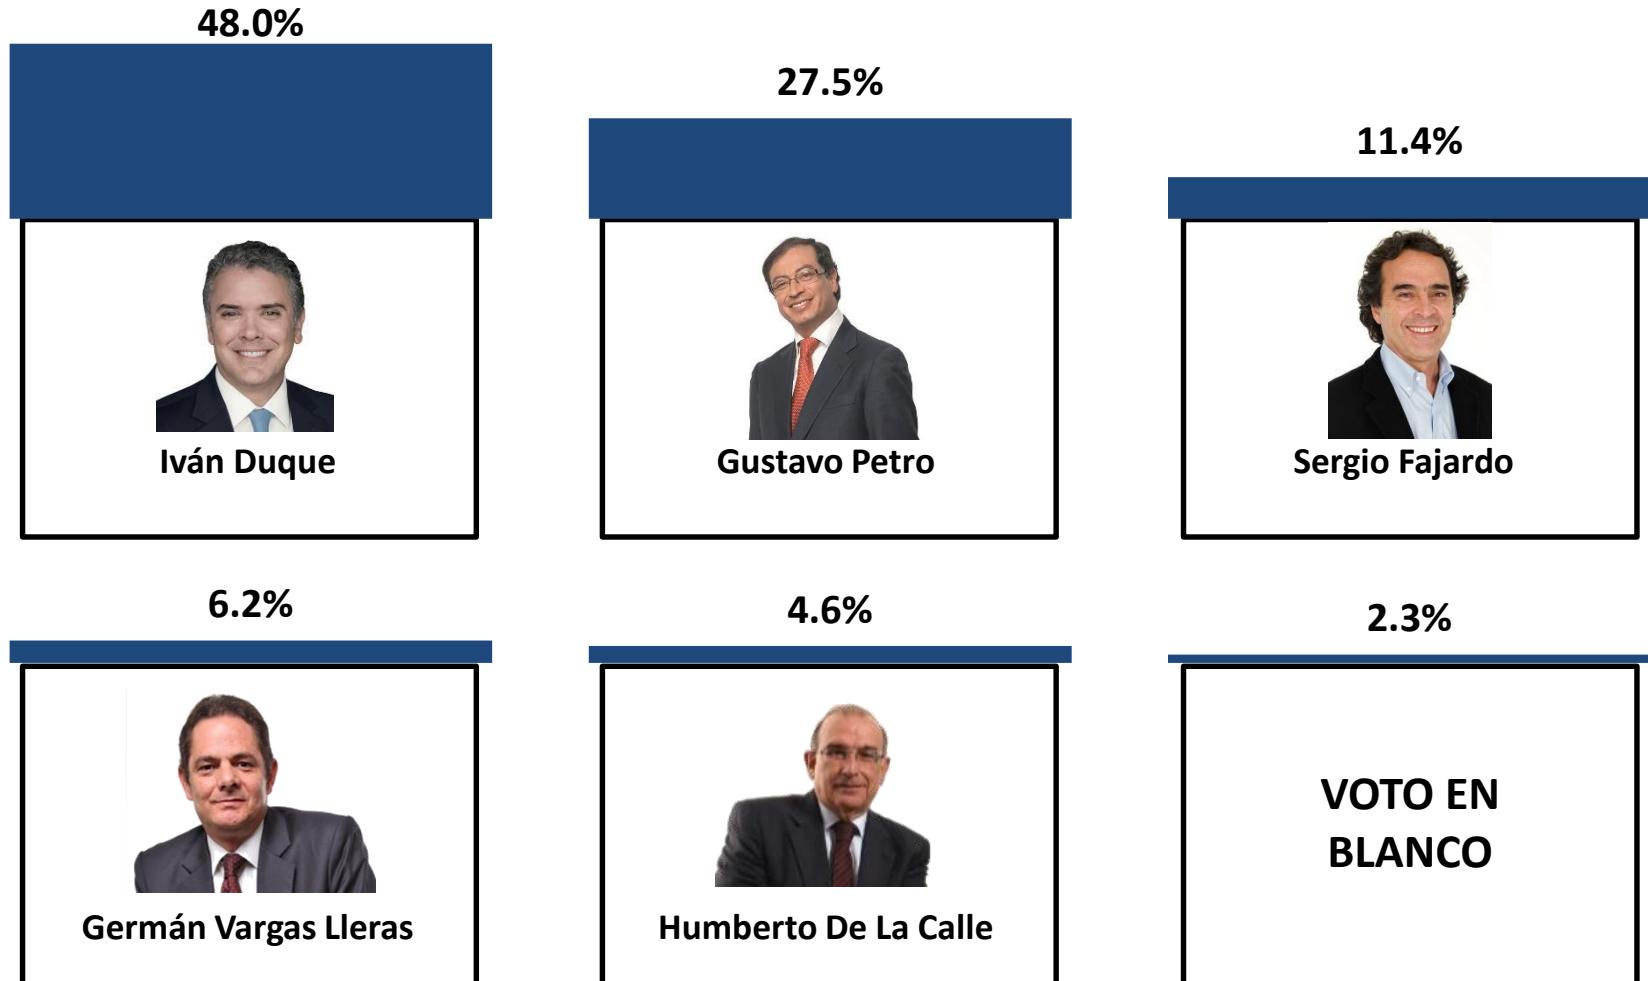 48.0%
27.5%
11.4%
Iván Duque
Gustavo Petro
Sergio Fajardo
6.2%
4.6%
2.3%
VOTO EN
BLANCO
Germán Vargas Lleras
Humberto De La Calle